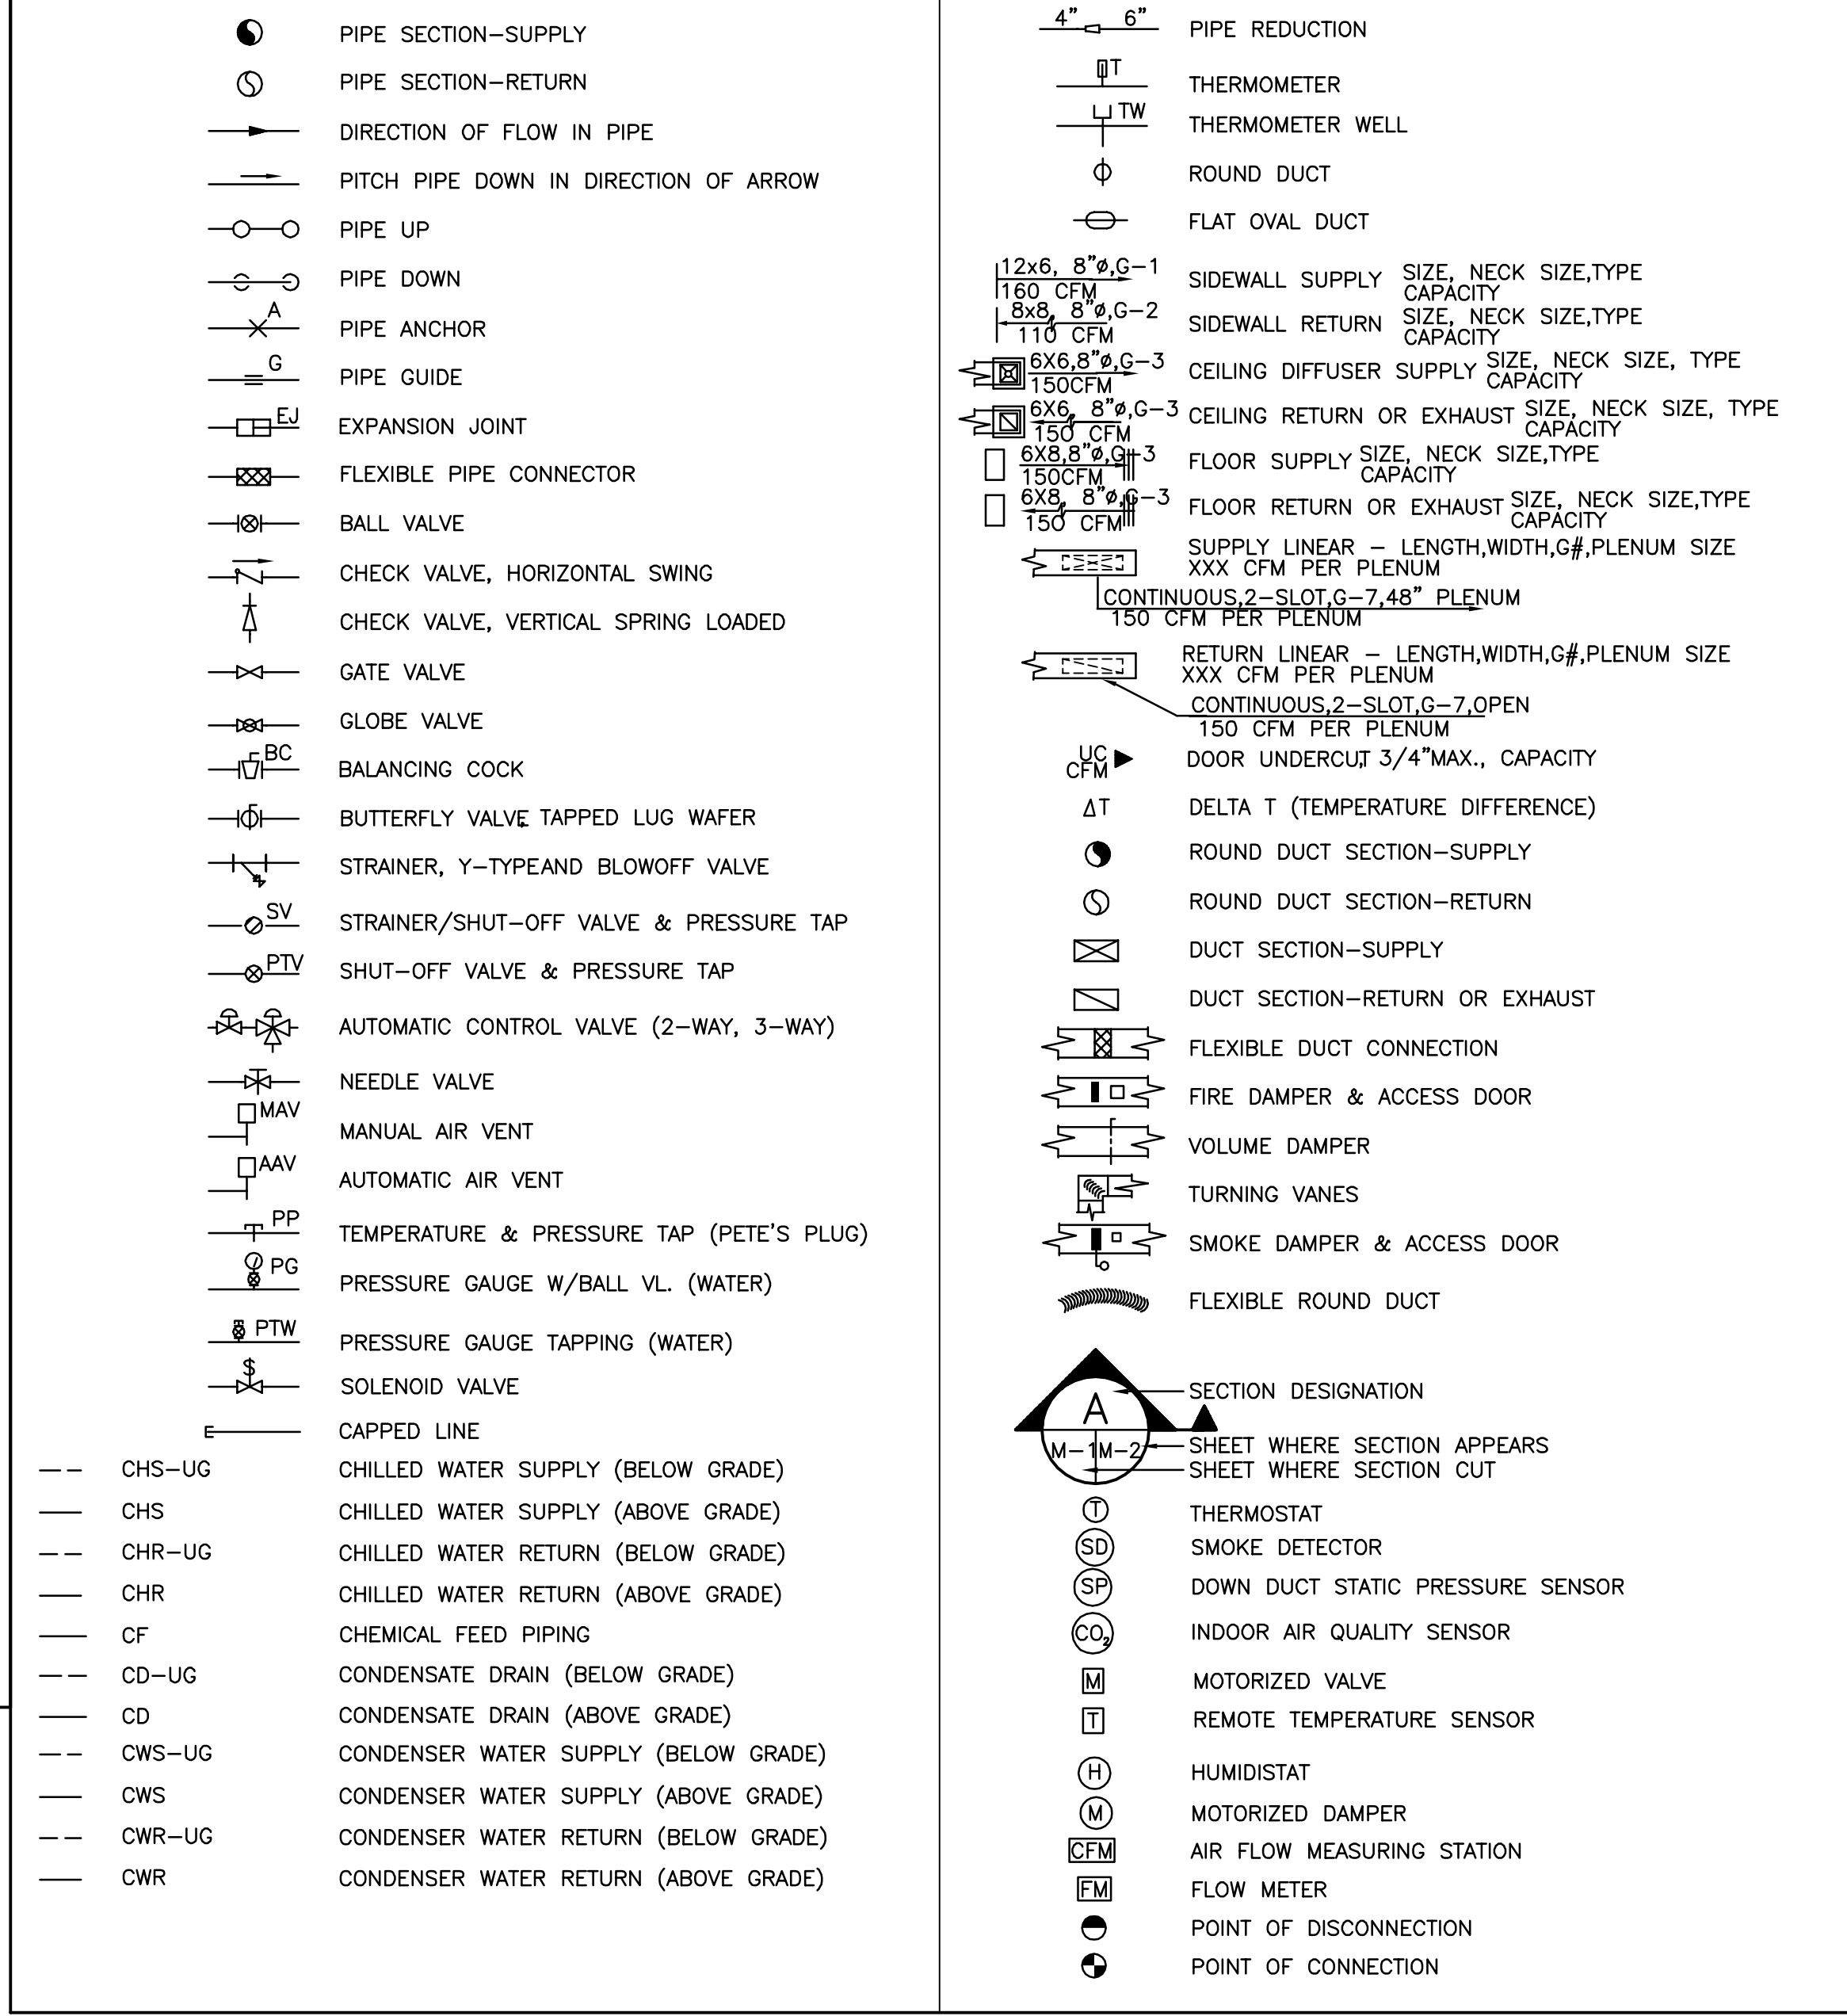 PIPE SECTION-SUPPLY
PIPE SECTION-RETURN
DIRECTION OF FLOW IN PIPE
PITCH PIPE DOWN IN DIRECTION OF ARROW
PIPE UP
PIPE DOWN
A PIPE ANCHOR
G PIPE GUIDE
EJ EXPANSION JOINT
FLEXIBLE PIPE CONNECTOR
BALL VALVE
CHECK VALVE, HORIZONTAL SWING
CHECK VALVE, VERTICAL SPRING LOADED
GATE VALVE
GLOBE VALVE
BC BALANCING COCK
BUTTERFLY VALVE, TAPPED LUG WAFER
STRAINER, Y-TYPEAND BLOWOFF VALVE
SV STRAINER/SHUT-OFF VALVE & PRESSURE TAP
PTV SHUT-OFF VALVE & PRESSURE TAP
AUTOMATIC CONTROL VALVE (2-WAY, 3-WAY)
NEEDLE VALVE
MAV MANUAL AIR VENT
AAV AUTOMATIC AIR VENT
PP TEMPERATURE & PRESSURE TAP (PETE'S PLUG)
PG PRESSURE GAUGE W/BALL VL. (WATER)
PTW PRESSURE GAUGE TAPPING (WATER)
$ SOLENOID VALVE
CAPPED LINE
CHS-UG CHILLED WATER SUPPLY (BELOW GRADE)
CHS CHILLED WATER SUPPLY (ABOVE GRADE)
CHR-UG CHILLED WATER RETURN (BELOW GRADE)
CHR CHILLED WATER RETURN (ABOVE GRADE)
CF CHEMICAL FEED PIPING
CD-UG CONDENSATE DRAIN (BELOW GRADE)
CD CONDENSATE DRAIN (ABOVE GRADE)
CWS-UG CONDENSER WATER SUPPLY (BELOW GRADE)
CWS CONDENSER WATER SUPPLY (ABOVE GRADE)
CWR-UG CONDENSER WATER RETURN (BELOW GRADE)
CWR CONDENSER WATER RETURN (ABOVE GRADE)
4" 6" PIPE REDUCTION
T THERMOMETER
TW THERMOMETER WELL
ROUND DUCT
FLAT OVAL DUCT
12x6, 8"ø,G-1 SIDEWALL SUPPLY SIZE, NECK SIZE,TYPE
160 CFM CAPACITY
8x8, 8"ø,G-2 SIDEWALL RETURN SIZE, NECK SIZE,TYPE
110 CFM CAPACITY
6X6,8"ø,G-3 CEILING DIFFUSER SUPPLY SIZE, NECK SIZE, TYPE
150CFM CAPACITY
6X6, 8"ø,G-3 CEILING RETURN OR EXHAUST SIZE, NECK SIZE, TYPE
150 CFM CAPACITY
6X8,8"ø,G-3 FLOOR SUPPLY SIZE, NECK SIZE,TYPE
150CFM CAPACITY
6X8, 8"ø,G-3 FLOOR RETURN OR EXHAUST SIZE, NECK SIZE,TYPE
150 CFM CAPACITY
SUPPLY LINEAR - LENGTH,WIDTH,G#,PLENUM SIZE
XXX CFM PER PLENUM
CONTINUOUS,2-SLOT,G-7,48" PLENUM
150 CFM PER PLENUM
RETURN LINEAR - LENGTH,WIDTH,G#,PLENUM SIZE
XXX CFM PER PLENUM
CONTINUOUS,2-SLOT,G-7,OPEN
150 CFM PER PLENUM
UC
CFM DOOR UNDERCUT, 3/4"MAX., CAPACITY
ΔT DELTA T (TEMPERATURE DIFFERENCE)
ROUND DUCT SECTION-SUPPLY
ROUND DUCT SECTION-RETURN
DUCT SECTION-SUPPLY
DUCT SECTION-RETURN OR EXHAUST
FLEXIBLE DUCT CONNECTION
FIRE DAMPER & ACCESS DOOR
VOLUME DAMPER
TURNING VANES
SMOKE DAMPER & ACCESS DOOR
FLEXIBLE ROUND DUCT
A SECTION DESIGNATION
M-1 M-2 SHEET WHERE SECTION APPEARS
SHEET WHERE SECTION CUT
T THERMOSTAT
SD SMOKE DETECTOR
SP DOWN DUCT STATIC PRESSURE SENSOR
CO₂ INDOOR AIR QUALITY SENSOR
M MOTORIZED VALVE
T REMOTE TEMPERATURE SENSOR
H HUMIDISTAT
M MOTORIZED DAMPER
CFM AIR FLOW MEASURING STATION
FM FLOW METER
POINT OF DISCONNECTION
POINT OF CONNECTION